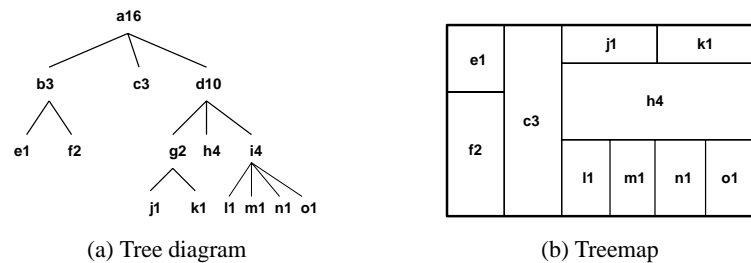 a16
b3 c3 d10
e1 f2 g2 h4 i4
j1 k1 l1 m1 n1 o1
(a) Tree diagram
e1 j1 k1
c3 h4
f2 l1 m1 n1 o1
(b) Treemap